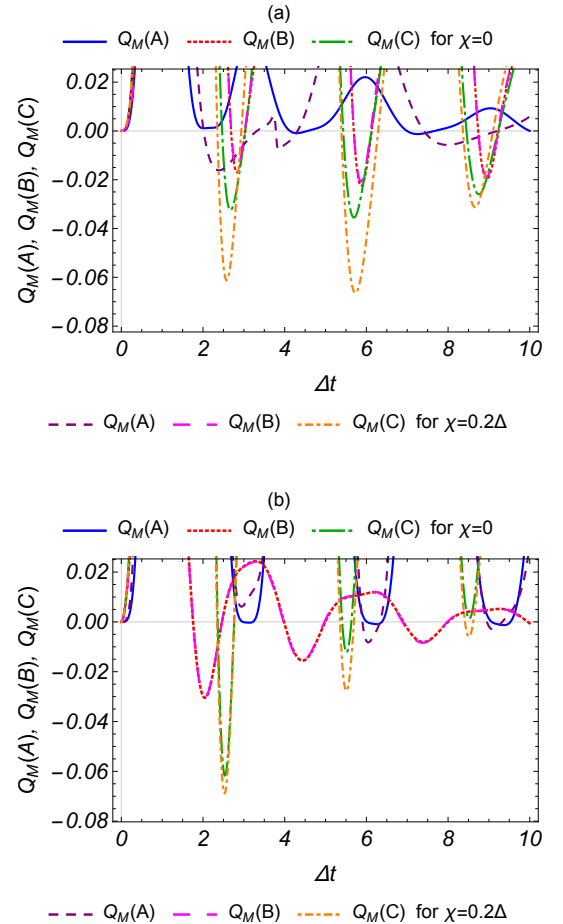 (a)
Q_M(A) Q_M(B) Q_M(C) for χ=0
0.02
0.00
−0.02
−0.04
−0.06
−0.08
Q_M(A), Q_M(B), Q_M(C)
0 2 4 6 8 10
Δt
Q_M(A) Q_M(B) Q_M(C) for χ=0.2Δ
(b)
Q_M(A) Q_M(B) Q_M(C) for χ=0
0.02
0.00
−0.02
−0.04
−0.06
−0.08
Q_M(A), Q_M(B), Q_M(C)
0 2 4 6 8 10
Δt
Q_M(A) Q_M(B) Q_M(C) for χ=0.2Δ